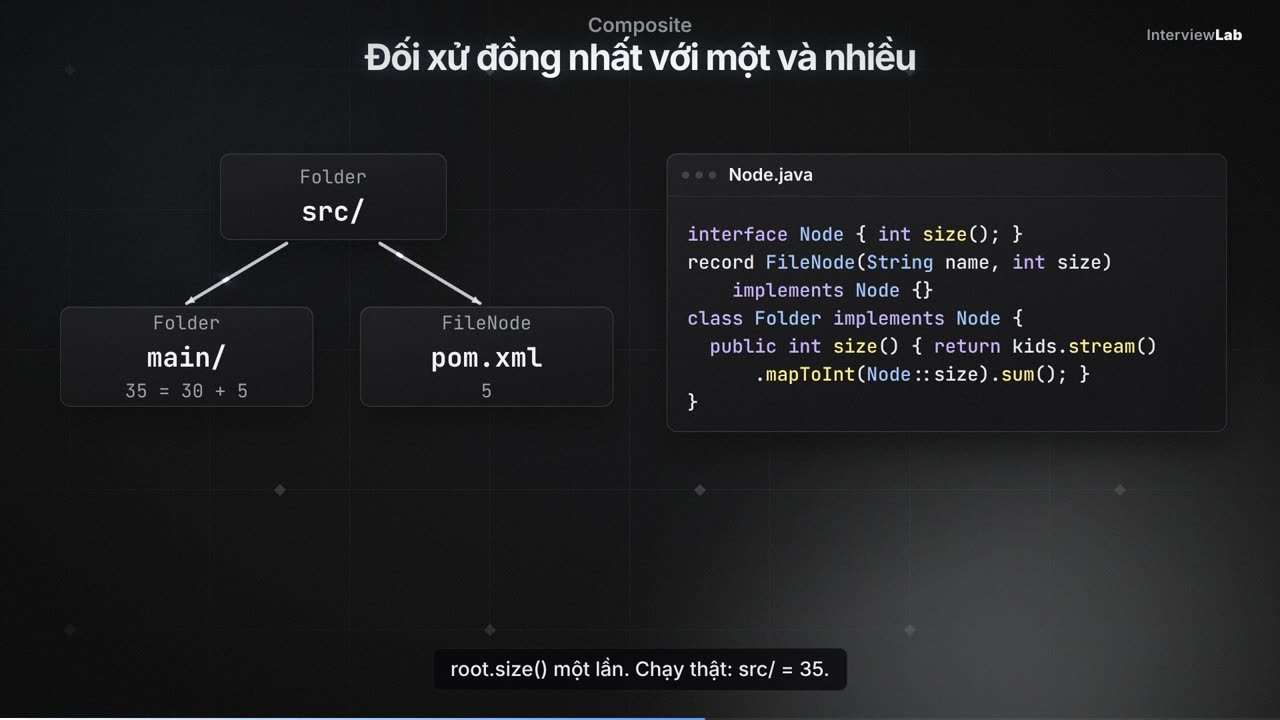 Composite
Đối xử đồng nhất với một và nhiều
InterviewLab
Folder
src/
Folder
main/
35 = 30 + 5
FileNode
pom.xml
5
Node.java
interface Node { int size(); }
record FileNode(String name, int size)
    implements Node {}
class Folder implements Node {
  public int size() { return kids.stream()
      .mapToInt(Node::size).sum(); }
}
root.size() một lần. Chạy thật: src/ = 35.